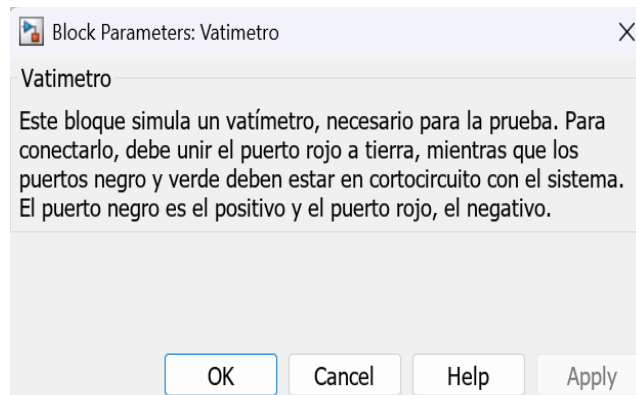 Block Parameters: Vatimetro
Vatimetro
Este bloque simula un vatímetro, necesario para la prueba. Para
conectarlo, debe unir el puerto rojo a tierra, mientras que los
puertos negro y verde deben estar en cortocircuito con el sistema.
El puerto negro es el positivo y el puerto rojo, el negativo.
OK Cancel Help Apply